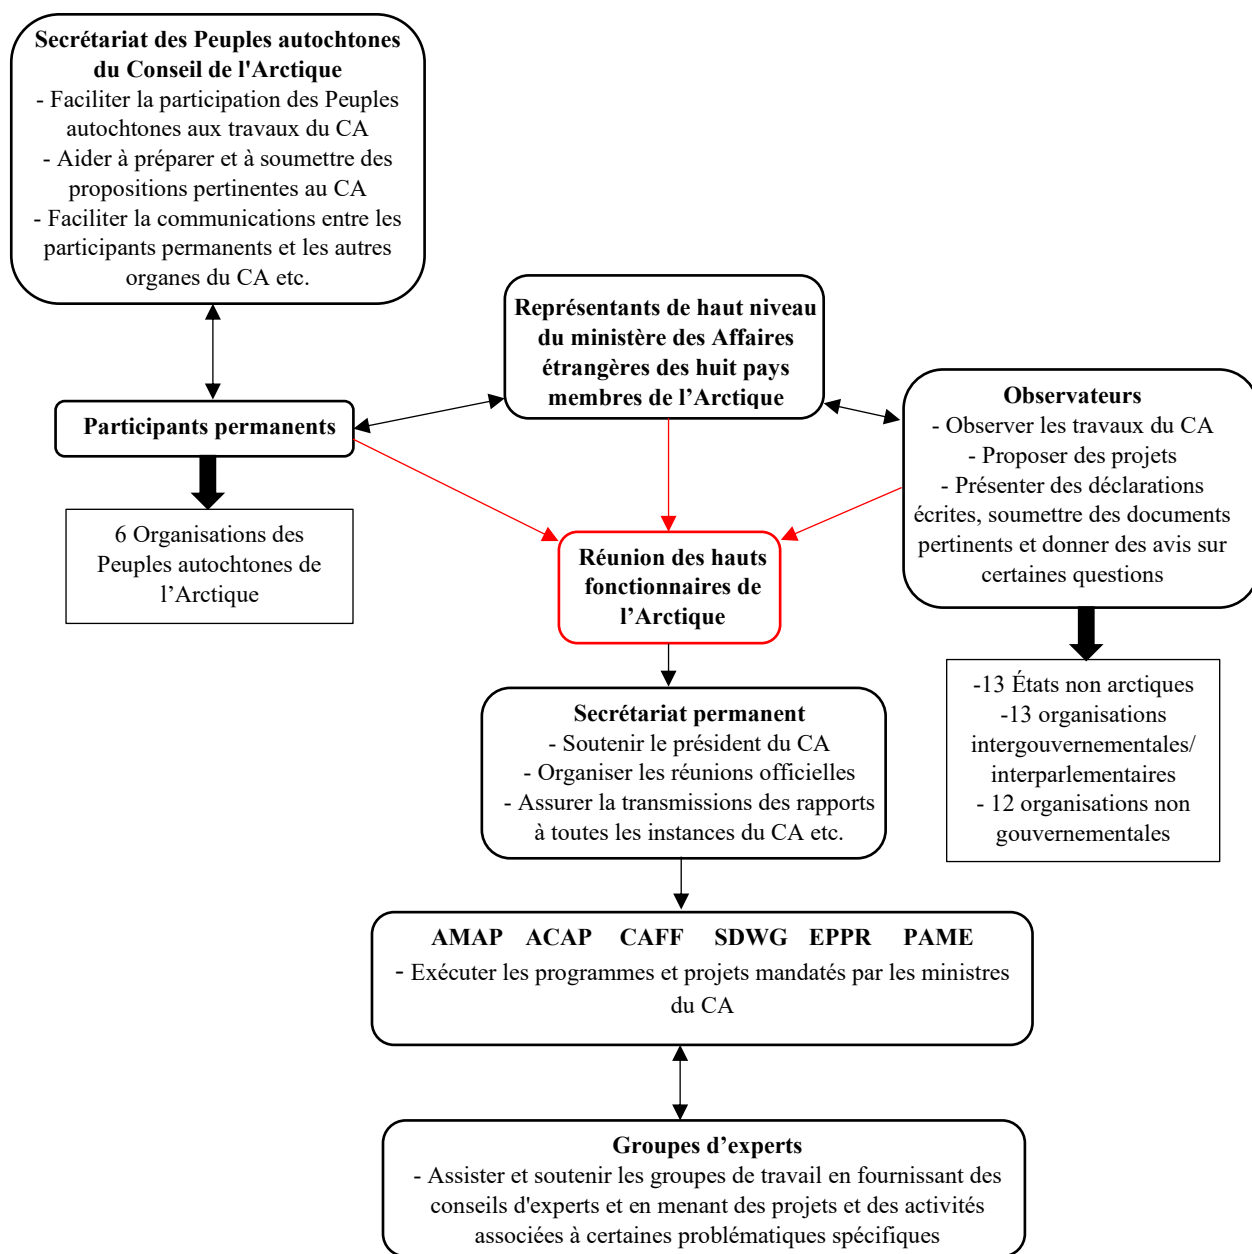 Secrétariat des Peuples autochtones
du Conseil de l'Arctique
- Faciliter la participation des Peuples
autochtones aux travaux du CA
- Aider à préparer et à soumettre des
propositions pertinentes au CA
- Faciliter la communications entre les
participants permanents et les autres
organes du CA etc.
Représentants de haut niveau
du ministère des Affaires
étrangères des huit pays
membres de l’Arctique
Participants permanents
6 Organisations des
Peuples autochtones de
l’Arctique
Observateurs
- Observer les travaux du CA
- Proposer des projets
- Présenter des déclarations
écrites, soumettre des documents
pertinents et donner des avis sur
certaines questions
-13 États non arctiques
-13 organisations
intergouvernementales/
interparlementaires
- 12 organisations non
gouvernementales
Réunion des hauts
fonctionnaires de
l’Arctique
Secrétariat permanent
- Soutenir le président du CA
- Organiser les réunions officielles
- Assurer la transmissions des rapports
à toutes les instances du CA etc.
AMAP ACAP CAFF SDWG EPPR PAME
- Exécuter les programmes et projets mandatés par les ministres
du CA
Groupes d’experts
- Assister et soutenir les groupes de travail en fournissant des
conseils d'experts et en menant des projets et des activités
associées à certaines problématiques spécifiques